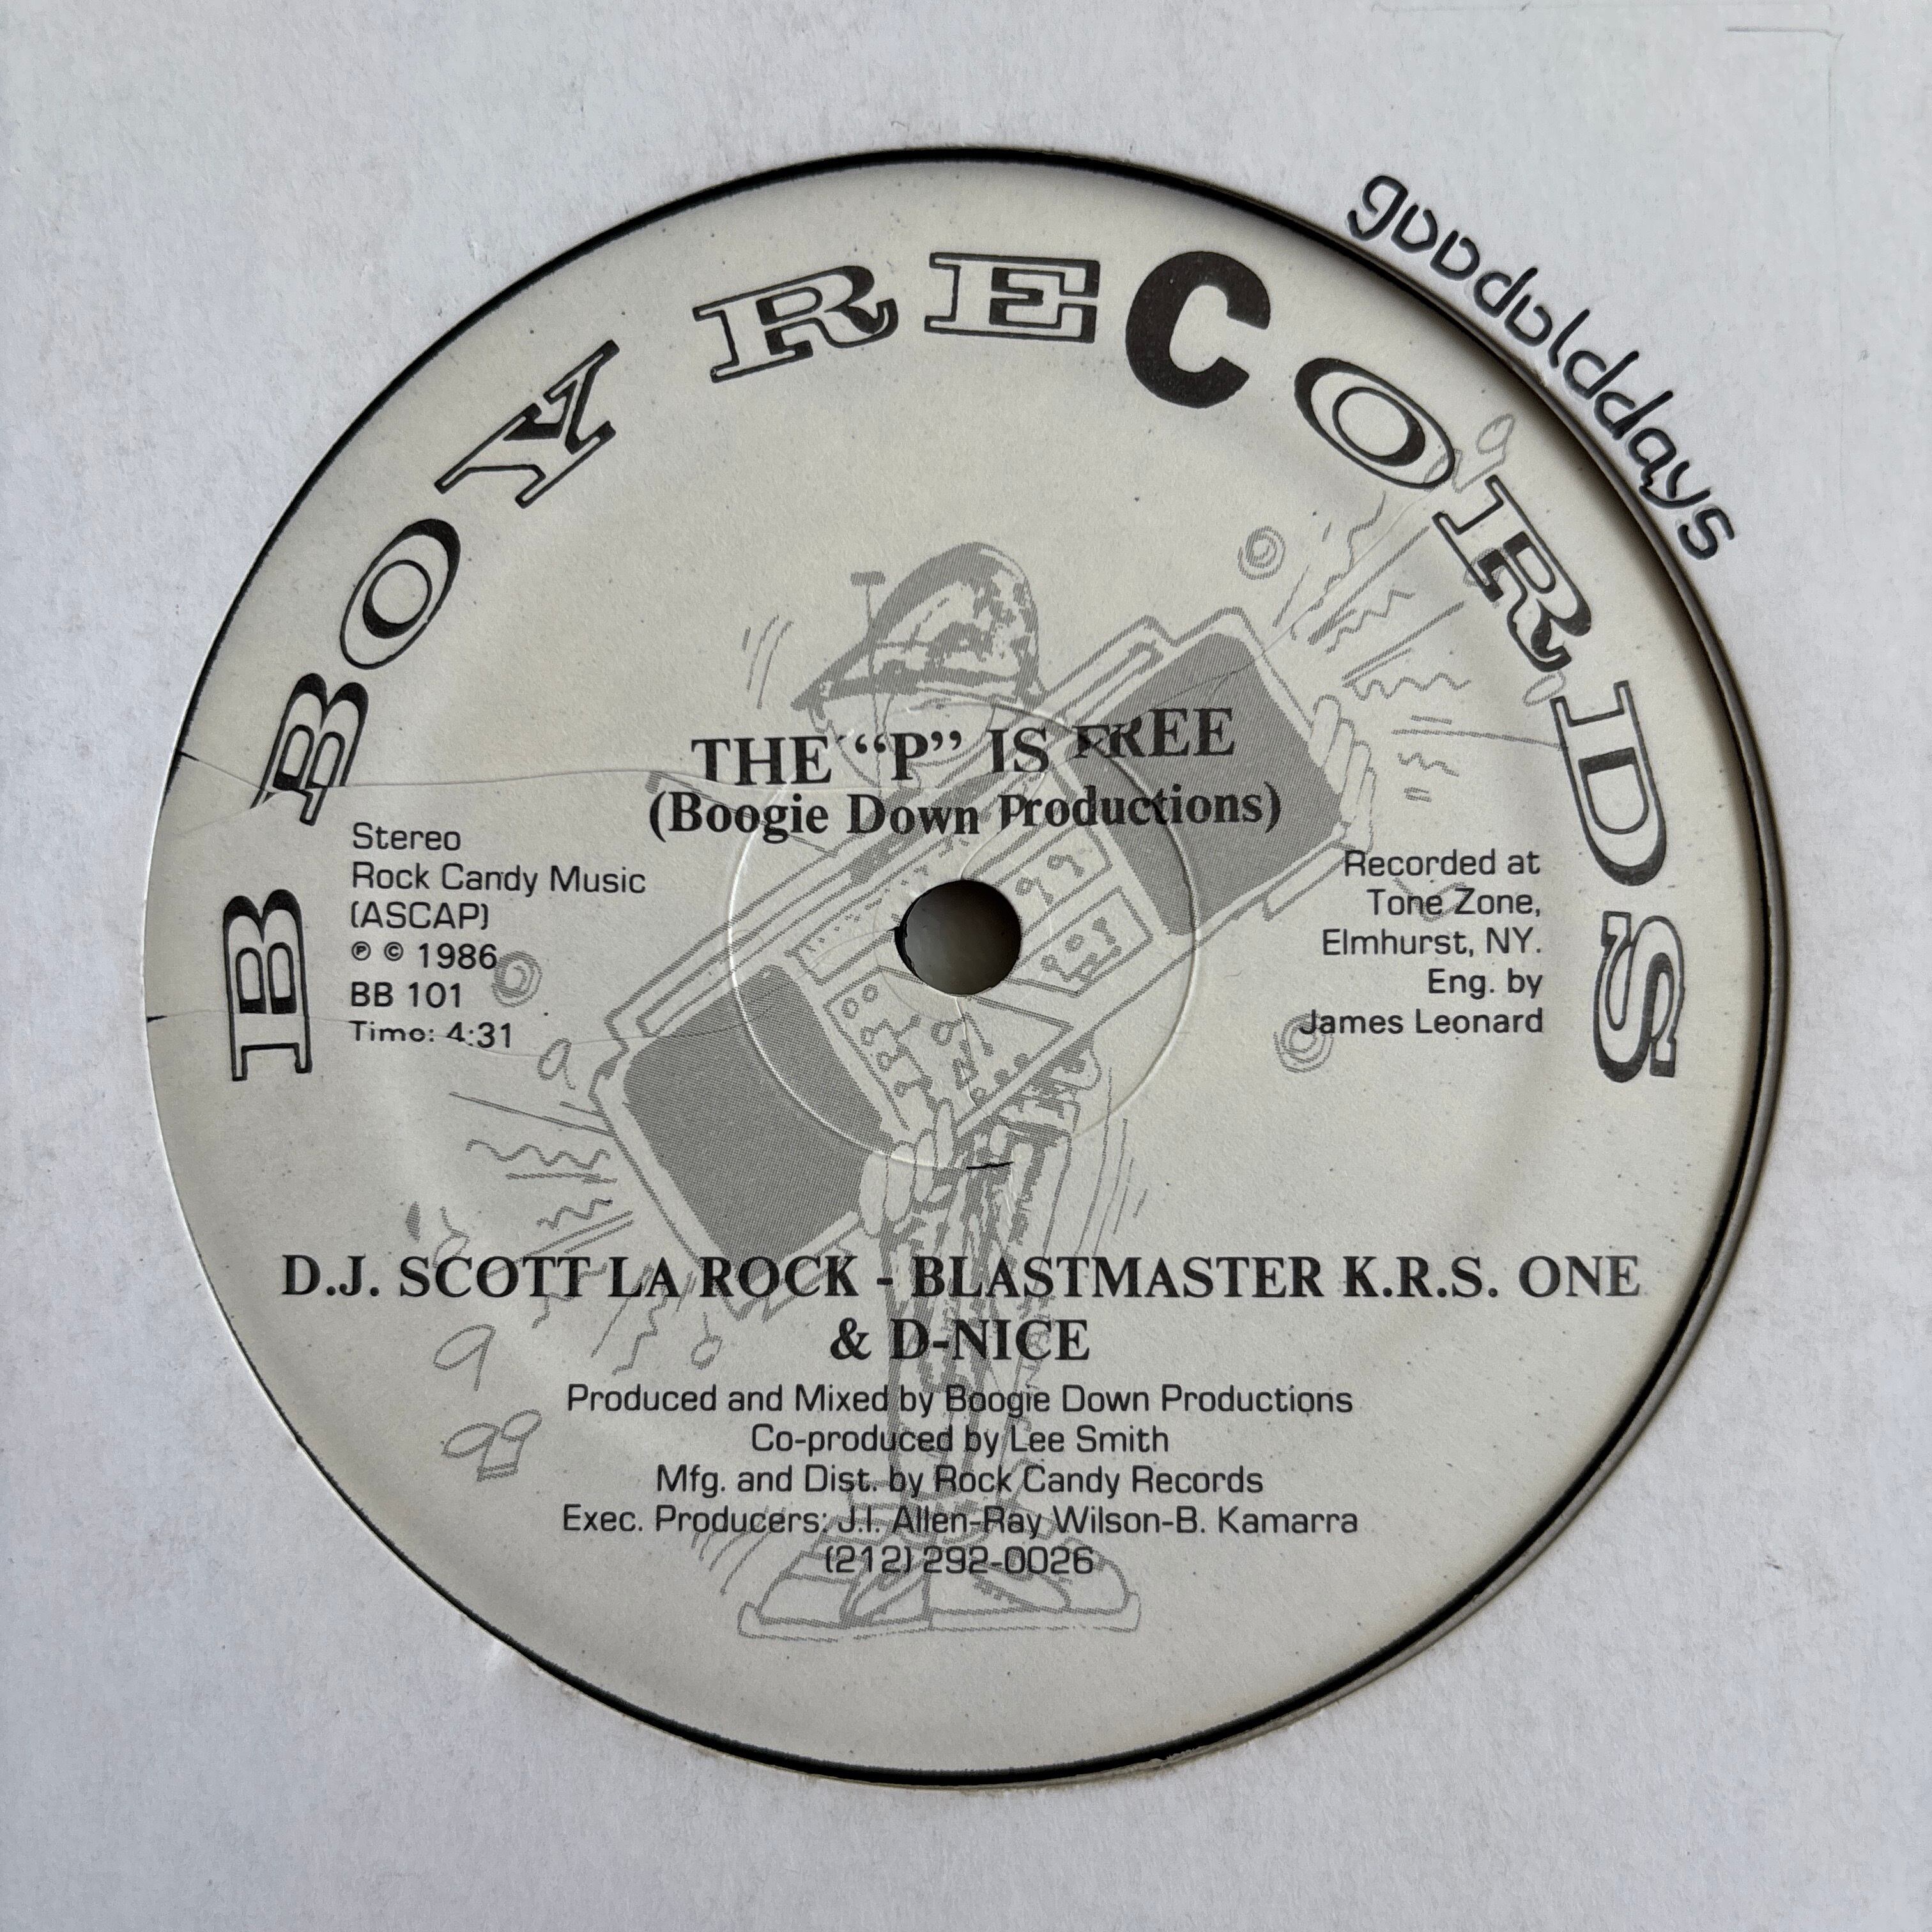 B BOY RECORDS
gooddolddays
THE “P” IS FREE
(Boogie Down Productions)
Stereo
Rock Candy Music
(ASCAP)
℗ © 1986
BB 101
Time: 4:31
Recorded at
Tone Zone,
Elmhurst, NY.
Eng. by
James Leonard
D.J. SCOTT LA ROCK - BLASTMASTER K.R.S. ONE
& D-NICE
Produced and Mixed by Boogie Down Productions
Co-produced by Lee Smith
Mfg. and Dist. by Rock Candy Records
Exec. Producers: J.I. Allen-Ray Wilson-B. Kamarra
(212) 292-0026